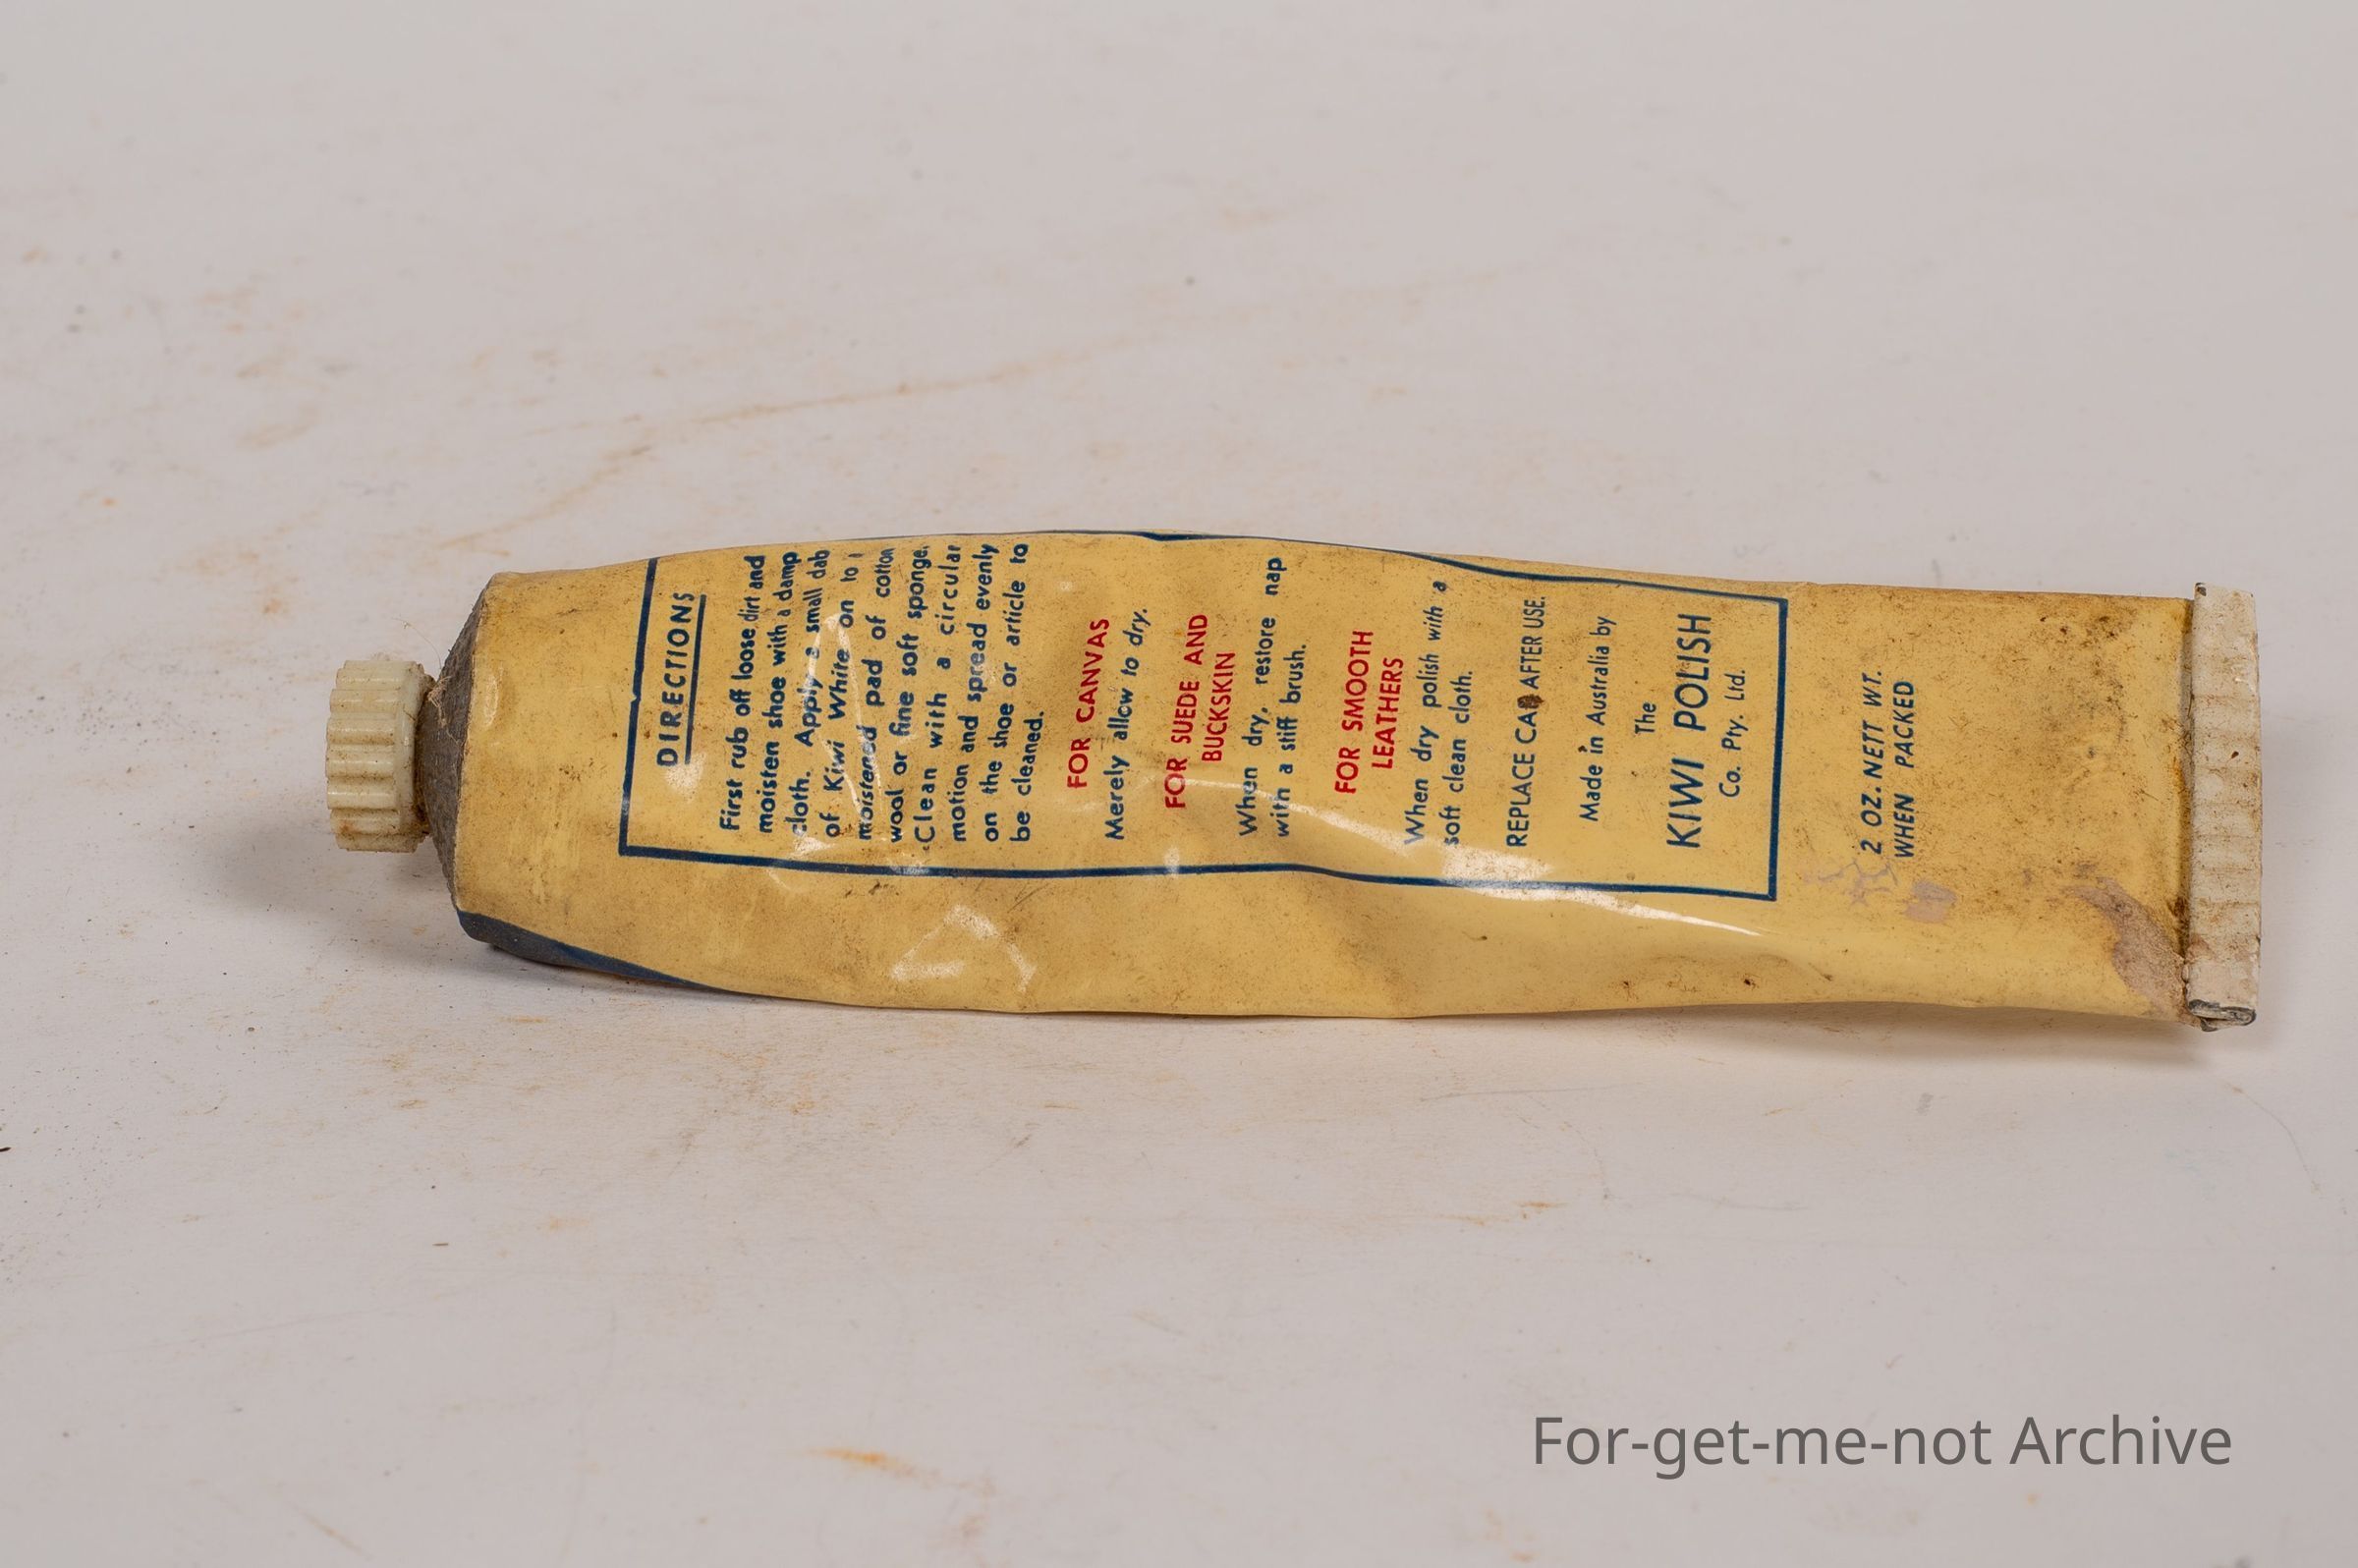 DIRECTIONS
First rub off loose dirt and
moisten shoe with a damp
cloth. Apply a small dab
of Kiwi White on to
moistened pad of cotton
wool or fine soft sponge.
Clean with a circular
motion and spread evenly
on the shoe or article to
be cleaned.
FOR CANVAS
Merely allow to dry.
FOR SUEDE AND
BUCKSKIN
When dry, restore nap
with a stiff brush.
FOR SMOOTH
LEATHERS
When dry polish with a
soft clean cloth.
REPLACE CAP AFTER USE.
Made in Australia by
The
KIWI POLISH
Co. Pty. Ltd.
2 OZ. NETT WT.
WHEN PACKED
For-get-me-not Archive